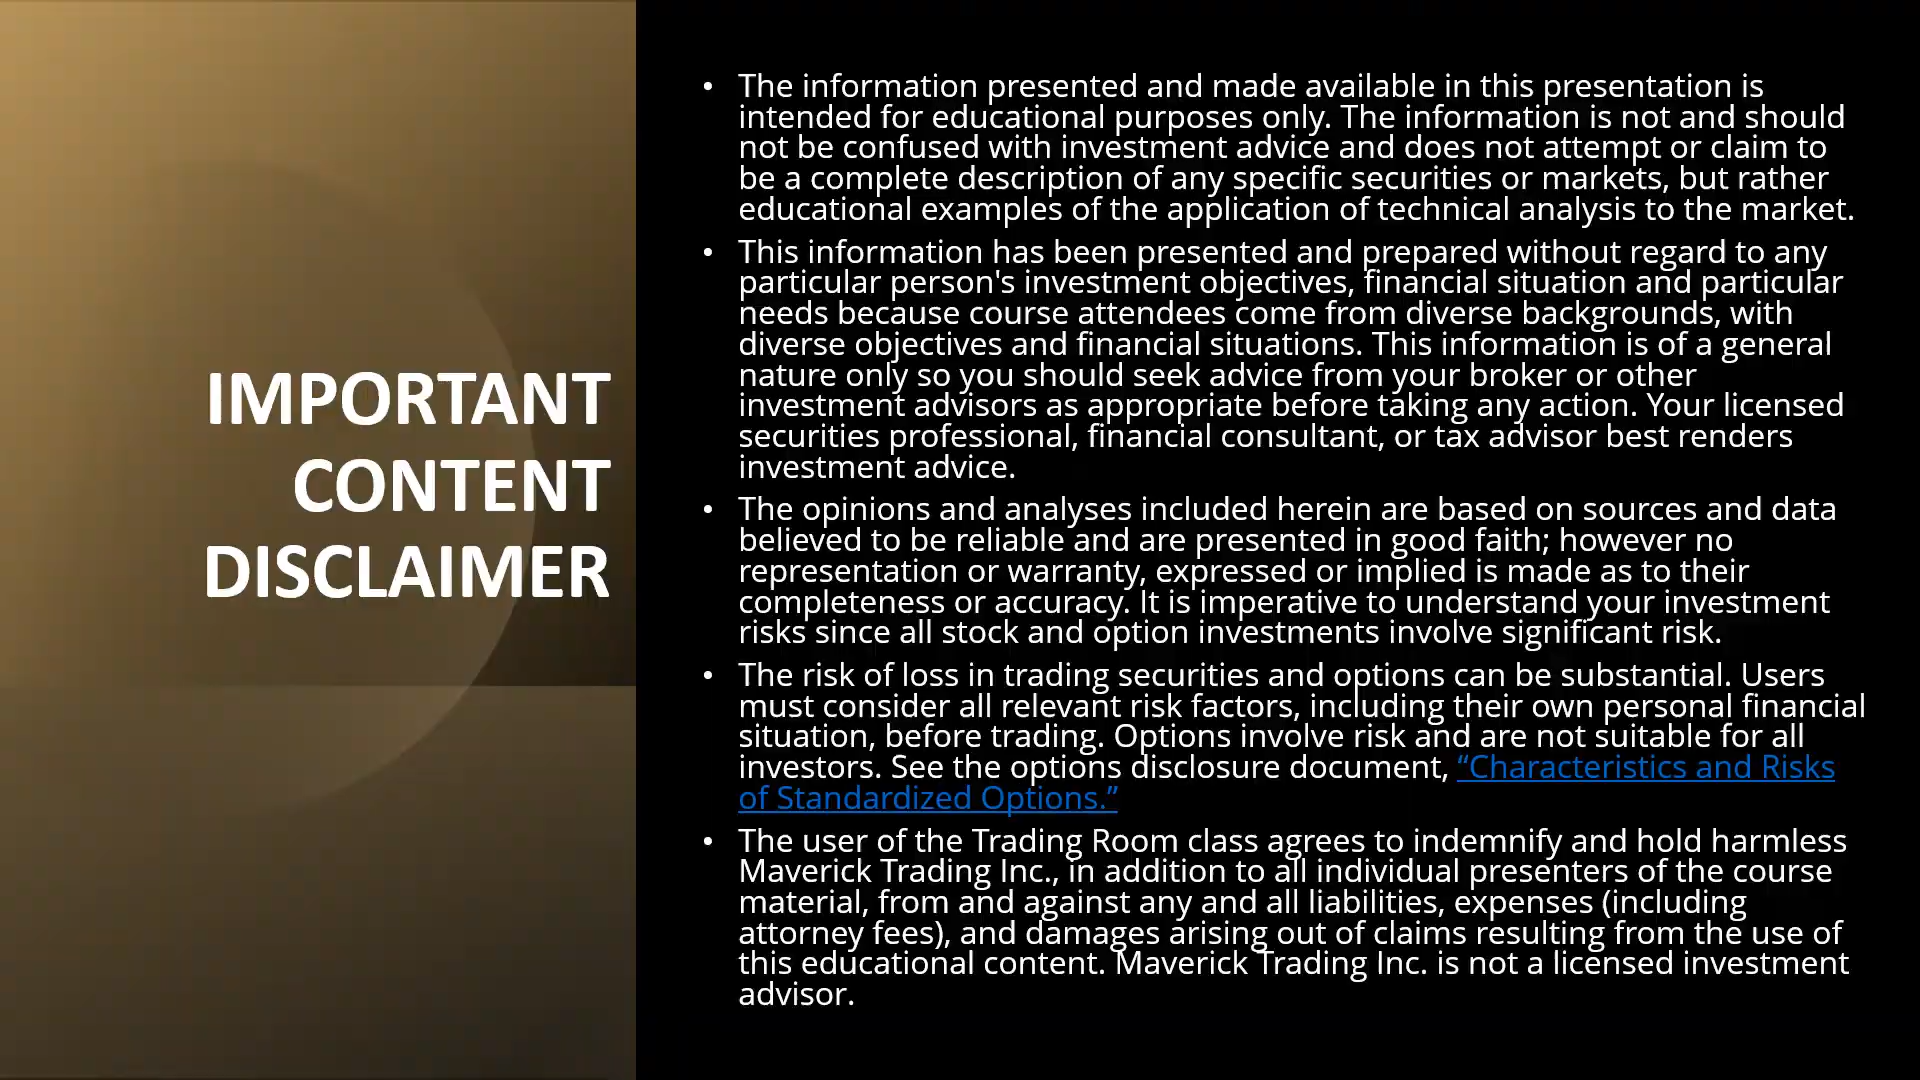 IMPORTANT
CONTENT
DISCLAIMER
• The information presented and made available in this presentation is
intended for educational purposes only. The information is not and should
not be confused with investment advice and does not attempt or claim to
be a complete description of any specific securities or markets, but rather
educational examples of the application of technical analysis to the market.
• This information has been presented and prepared without regard to any
particular person's investment objectives, financial situation and particular
needs because course attendees come from diverse backgrounds, with
diverse objectives and financial situations. This information is of a general
nature only so you should seek advice from your broker or other
investment advisors as appropriate before taking any action. Your licensed
securities professional, financial consultant, or tax advisor best renders
investment advice.
• The opinions and analyses included herein are based on sources and data
believed to be reliable and are presented in good faith; however no
representation or warranty, expressed or implied is made as to their
completeness or accuracy. It is imperative to understand your investment
risks since all stock and option investments involve significant risk.
• The risk of loss in trading securities and options can be substantial. Users
must consider all relevant risk factors, including their own personal financial
situation, before trading. Options involve risk and are not suitable for all
investors. See the options disclosure document, “Characteristics and Risks
of Standardized Options.”
• The user of the Trading Room class agrees to indemnify and hold harmless
Maverick Trading Inc., in addition to all individual presenters of the course
material, from and against any and all liabilities, expenses (including
attorney fees), and damages arising out of claims resulting from the use of
this educational content. Maverick Trading Inc. is not a licensed investment
advisor.